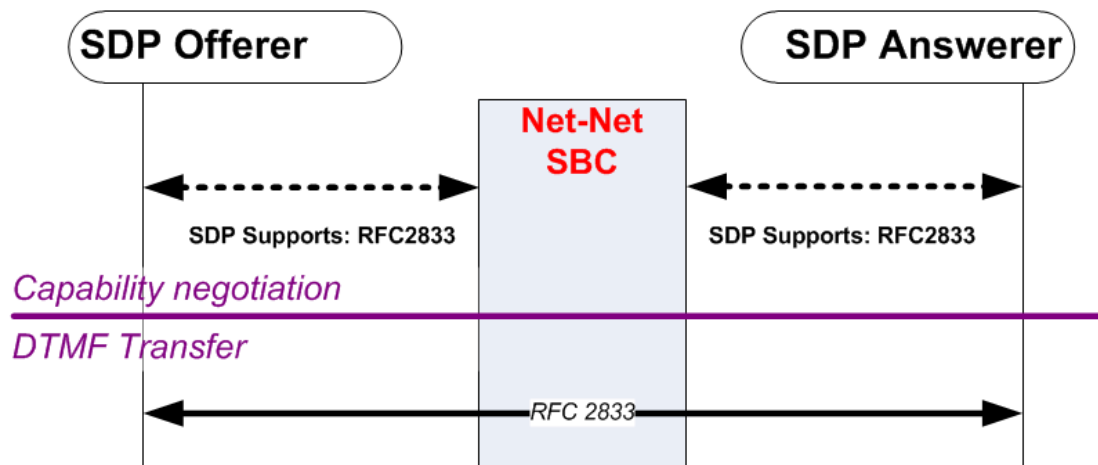 SDP Offerer
SDP Answerer
Net-Net
SBC
SDP Supports: RFC2833
SDP Supports: RFC2833
Capability negotiation
DTMF Transfer
RFC 2833